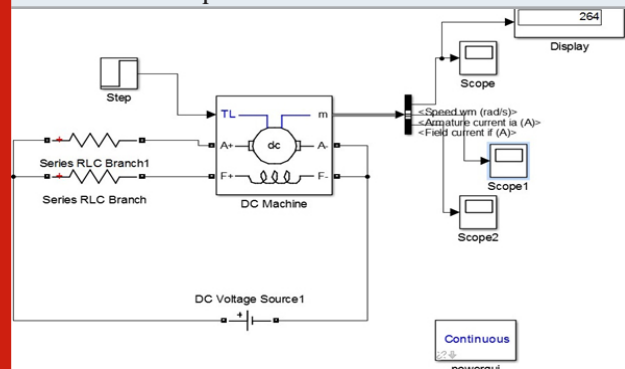 264
Display
Scope
Step
TL
m
<Speed wm (rad/s)>
<Armature current ia (A)>
<Field current if (A)>
A+
dc
A-
Series RLC Branch1
F+
F-
Scope1
Series RLC Branch
DC Machine
Scope2
DC Voltage Source1
+
Continuous
powergui